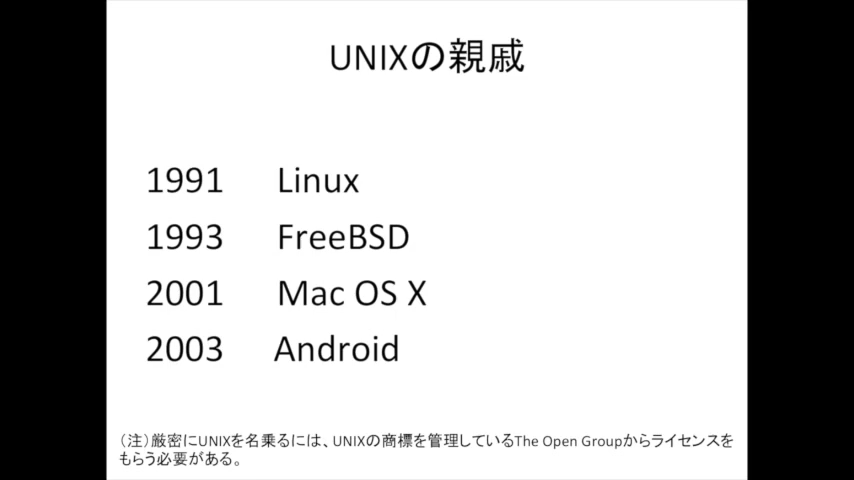 UNIXの親戚
1991 Linux
1993 FreeBSD
2001 Mac OS X
2003 Android
（注）厳密にUNIXを名乗るには、UNIXの商標を管理しているThe Open Groupからライセンスを
もらう必要がある。